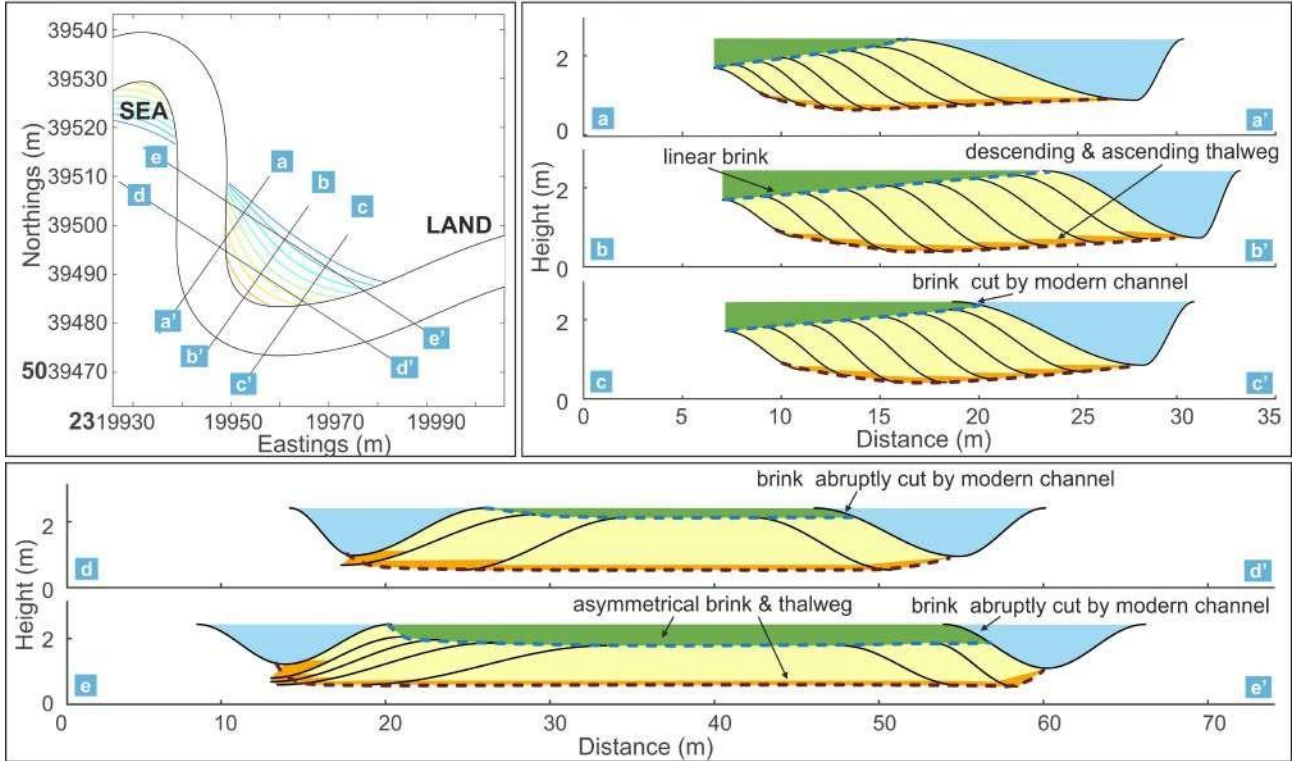 39540
39530
39520
39510
39500
39490
39480
5039470
Northings (m)
SEA
LAND
e
a
b
d
c
a'
b'
c'
e'
d'
2319930 19950 19970 19990
Eastings (m)
2
0
a
a'
linear brink
descending & ascending thalweg
2
0
b
b'
Height (m)
brink cut by modern channel
2
0
c
c'
0 5 10 15 20 25 30 35
Distance (m)
brink abruptly cut by modern channel
2
0
d
d'
Height (m)
asymmetrical brink & thalweg
brink abruptly cut by modern channel
2
0
e
e'
0 10 20 30 40 50 60 70
Distance (m)